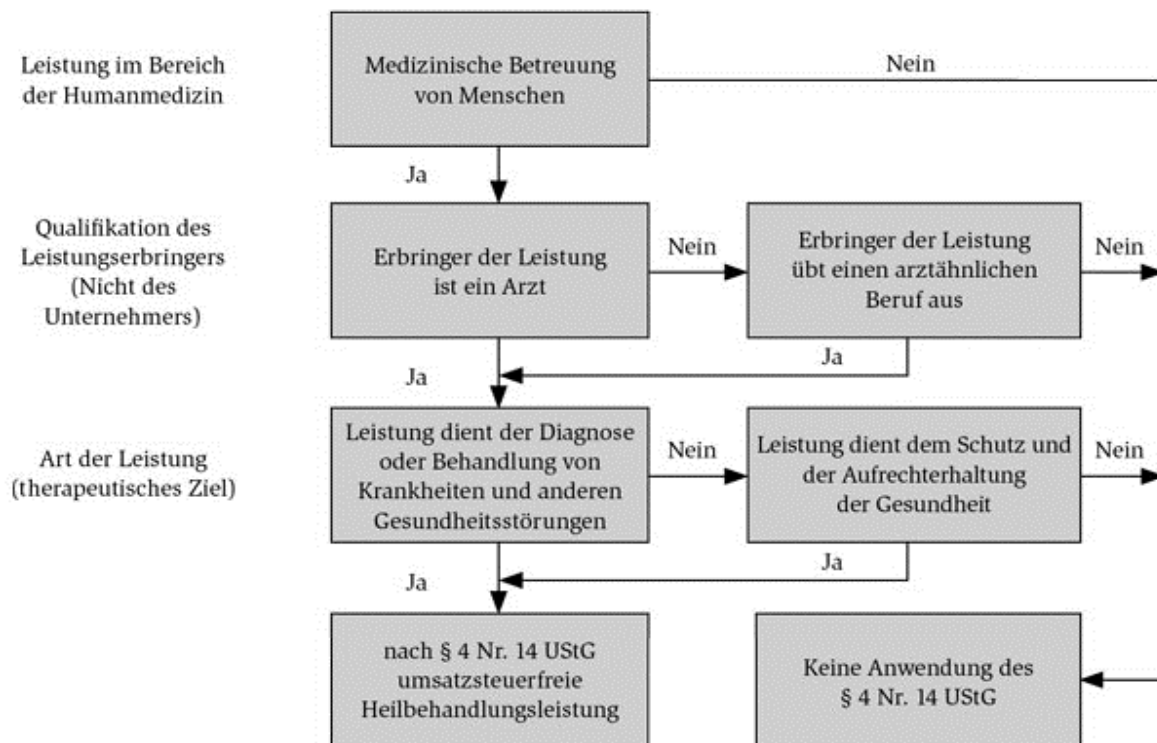 Leistung im Bereich
der Humanmedizin
Medizinische Betreuung
von Menschen
Nein
Ja
Qualifikation des
Leistungserbringers
(Nicht des
Unternehmers)
Erbringer der Leistung
ist ein Arzt
Nein
Erbringer der Leistung
übt einen arztähnlichen
Beruf aus
Nein
Ja
Ja
Art der Leistung
(therapeutisches Ziel)
Leistung dient der Diagnose
oder Behandlung von
Krankheiten und anderen
Gesundheitsstörungen
Nein
Leistung dient dem Schutz und
der Aufrechterhaltung
der Gesundheit
Nein
Ja
Ja
nach § 4 Nr. 14 UStG
umsatzsteuerfreie
Heilbehandlungsleistung
Keine Anwendung des
§ 4 Nr. 14 UStG